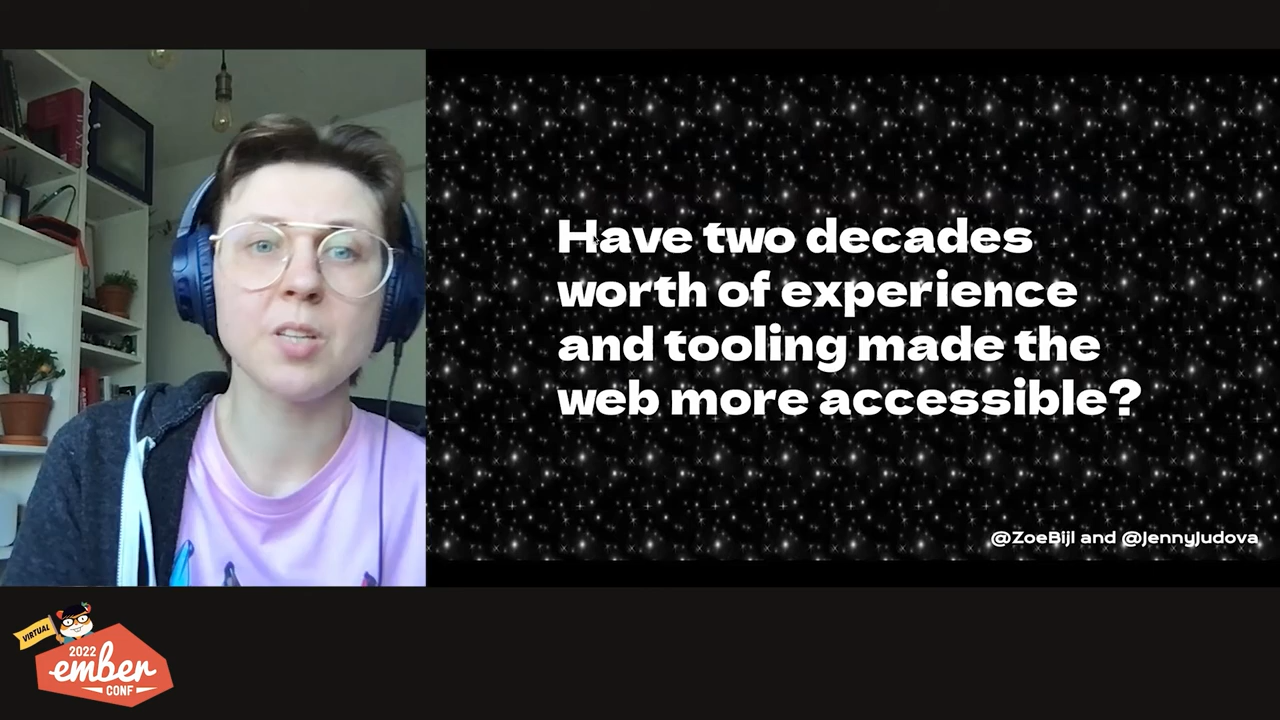 Have two decades
worth of experience
and tooling made the
web more accessible?
@ZoeBijl and @JennyJudova
VIRTUAL
2022
ember
CONF